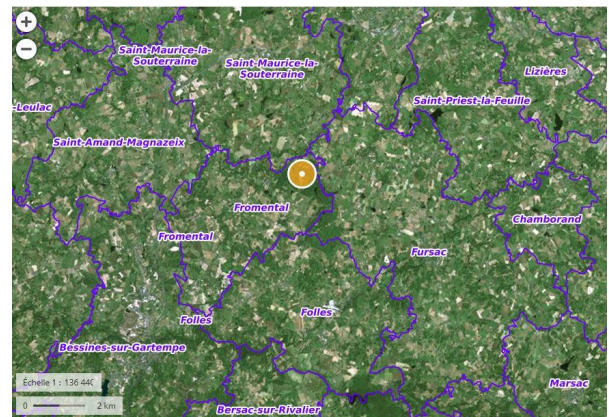 +
−
Saint-Maurice-la-
Souterraine
Saint-Maurice-la-
Souterraine
Lizières
-Leulac
Saint-Priest-la-Feuille
Saint-Amand-Magnazeix
Fromental
Chamborand
Fromental
Fursac
Folles
Folles
Bessines-sur-Gartempe
Échelle 1 : 136 440
Marsac
0 2 km
Bersac-sur-Rivalier